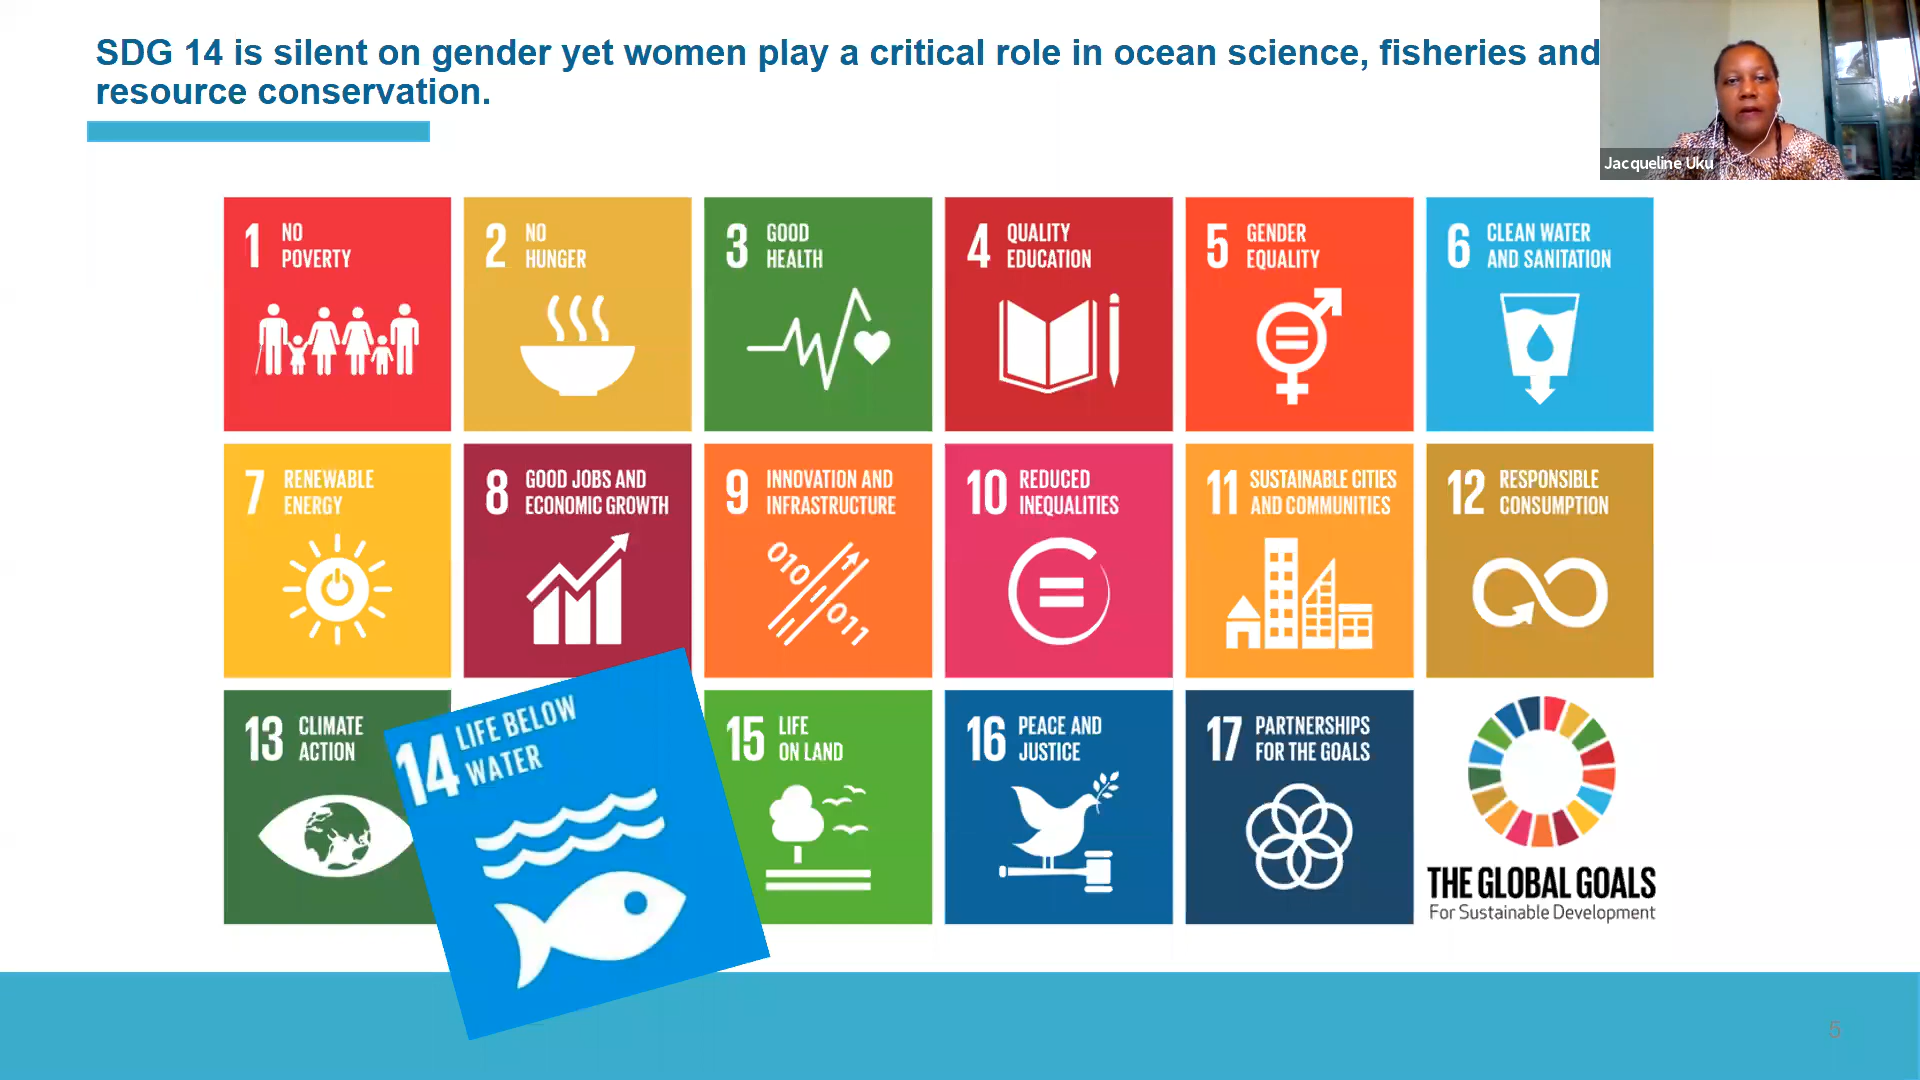 SDG 14 is silent on gender yet women play a critical role in ocean science, fisheries and
resource conservation.
Jacqueline Uku
1 NO
POVERTY
2 NO
HUNGER
3 GOOD
HEALTH
4 QUALITY
EDUCATION
5 GENDER
EQUALITY
6 CLEAN WATER
AND SANITATION
7 RENEWABLE
ENERGY
8 GOOD JOBS AND
ECONOMIC GROWTH
9 INNOVATION AND
INFRASTRUCTURE
010
011
10 REDUCED
INEQUALITIES
11 SUSTAINABLE CITIES
AND COMMUNITIES
12 RESPONSIBLE
CONSUMPTION
13 CLIMATE
ACTION
14 LIFE BELOW
WATER
15 LIFE
ON LAND
16 PEACE AND
JUSTICE
17 PARTNERSHIPS
FOR THE GOALS
THE GLOBAL GOALS
For Sustainable Development
5